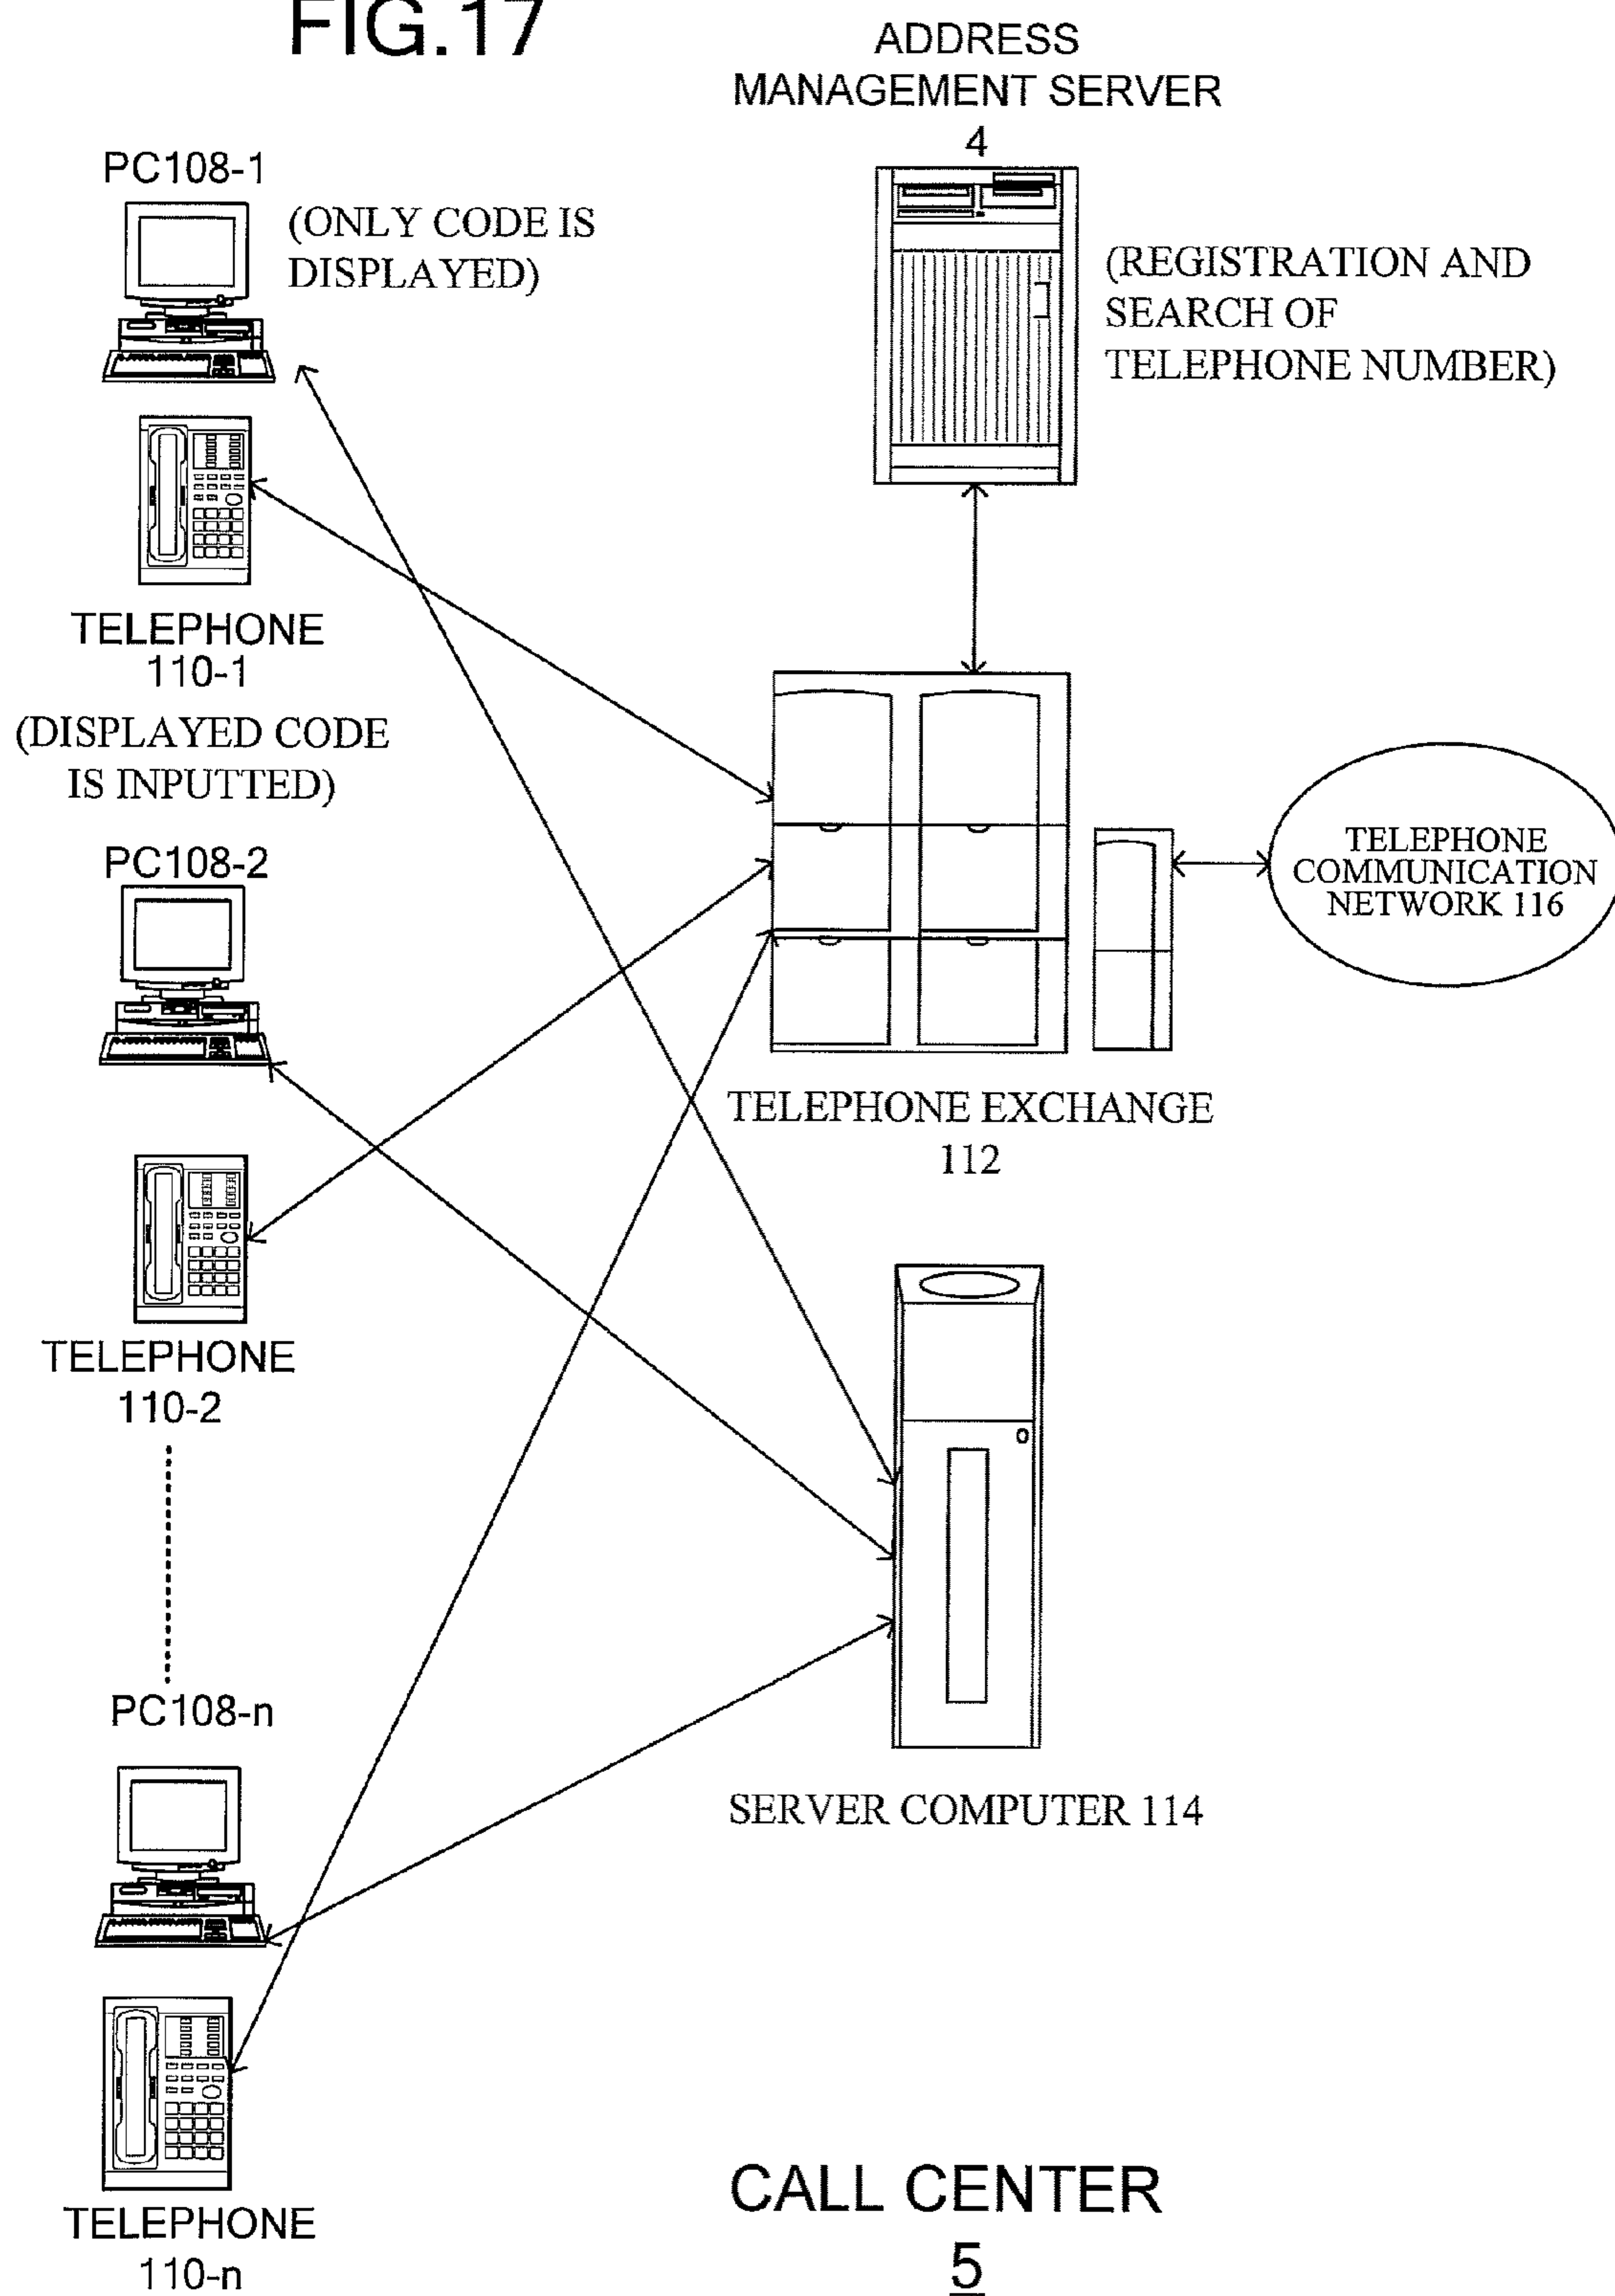 FIG.17
ADDRESS
MANAGEMENT SERVER
4
PC108-1
(ONLY CODE IS
DISPLAYED)
(REGISTRATION AND
SEARCH OF
TELEPHONE NUMBER)
TELEPHONE
110-1
(DISPLAYED CODE
IS INPUTTED)
PC108-2
TELEPHONE
COMMUNICATION
NETWORK 116
TELEPHONE EXCHANGE
112
TELEPHONE
110-2
PC108-n
SERVER COMPUTER 114
TELEPHONE
110-n
CALL CENTER
5